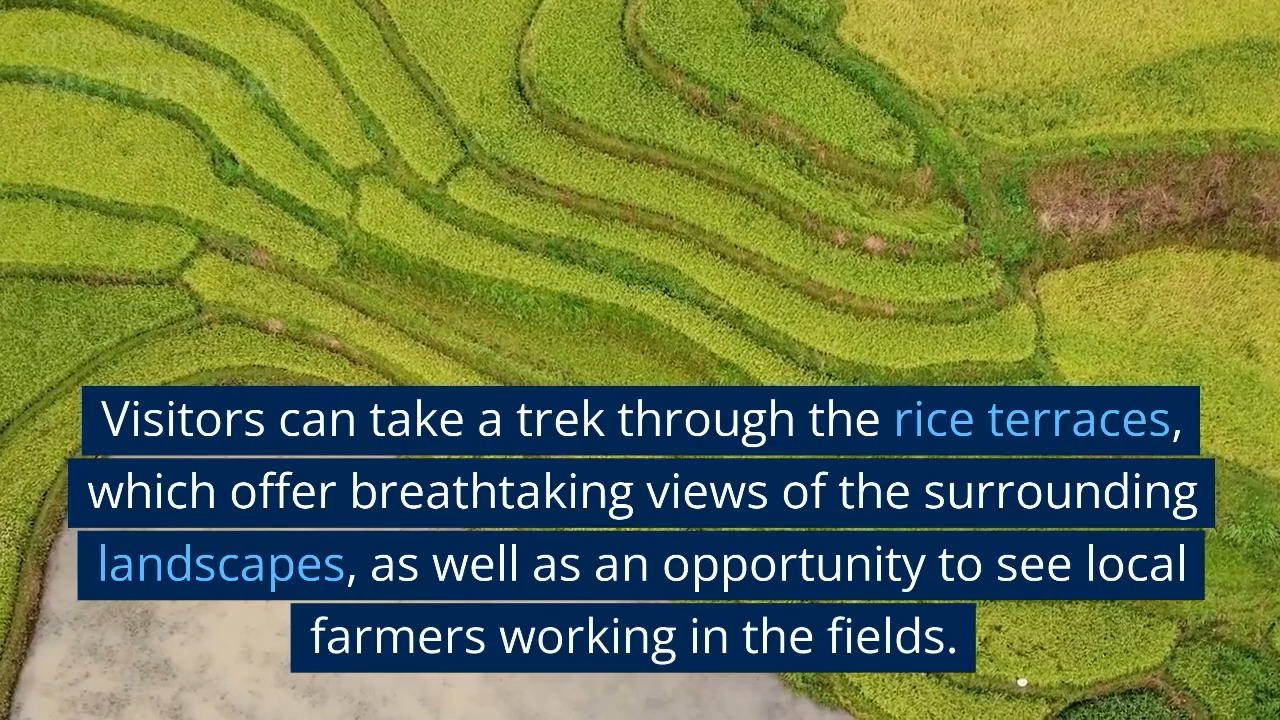 Visitors can take a trek through the rice terraces,
which offer breathtaking views of the surrounding
landscapes, as well as an opportunity to see local
farmers working in the fields.